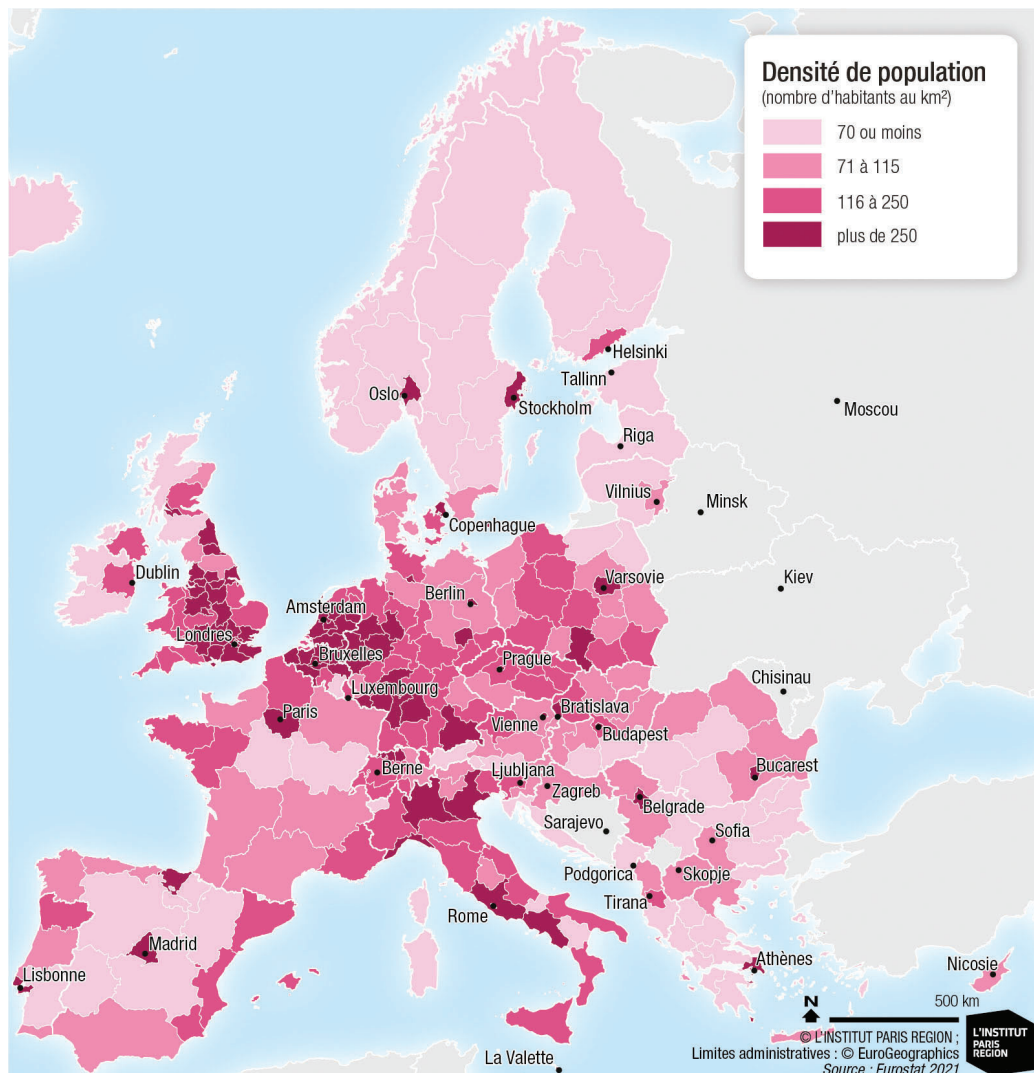 Densité de population
(nombre d'habitants au km²)
70 ou moins
71 à 115
116 à 250
plus de 250
Helsinki
Tallinn
Oslo
Stockholm
Moscou
Riga
Vilnius
Minsk
Copenhague
Dublin
Varsovie
Kiev
Berlin
Amsterdam
Londres
Bruxelles
Prague
Chisinau
Luxembourg
Paris
Bratislava
Vienne
Budapest
Berne
Ljubljana
Bucarest
Zagreb
Belgrade
Sarajevo
Sofia
Podgorica
Skopje
Tirana
Rome
Madrid
Lisbonne
Athènes
Nicosie
N
500 km
© L'INSTITUT PARIS REGION ;
Limites administratives : © EuroGeographics
Source : Eurostat 2021
L'INSTITUT
PARIS
REGION
La Valette